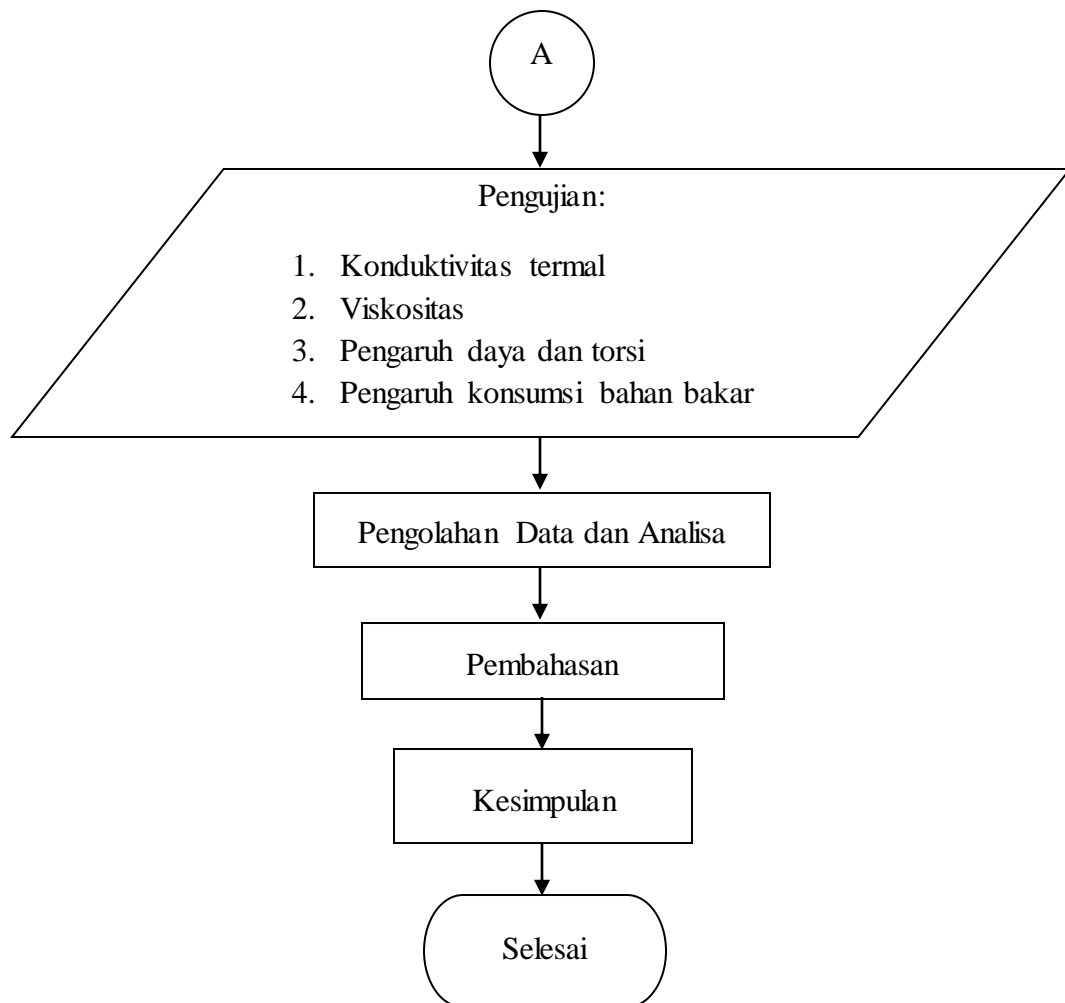 A
Pengujian:
1. Konduktivitas termal
2. Viskositas
3. Pengaruh daya dan torsi
4. Pengaruh konsumsi bahan bakar
Pengolahan Data dan Analisa
Pembahasan
Kesimpulan
Selesai